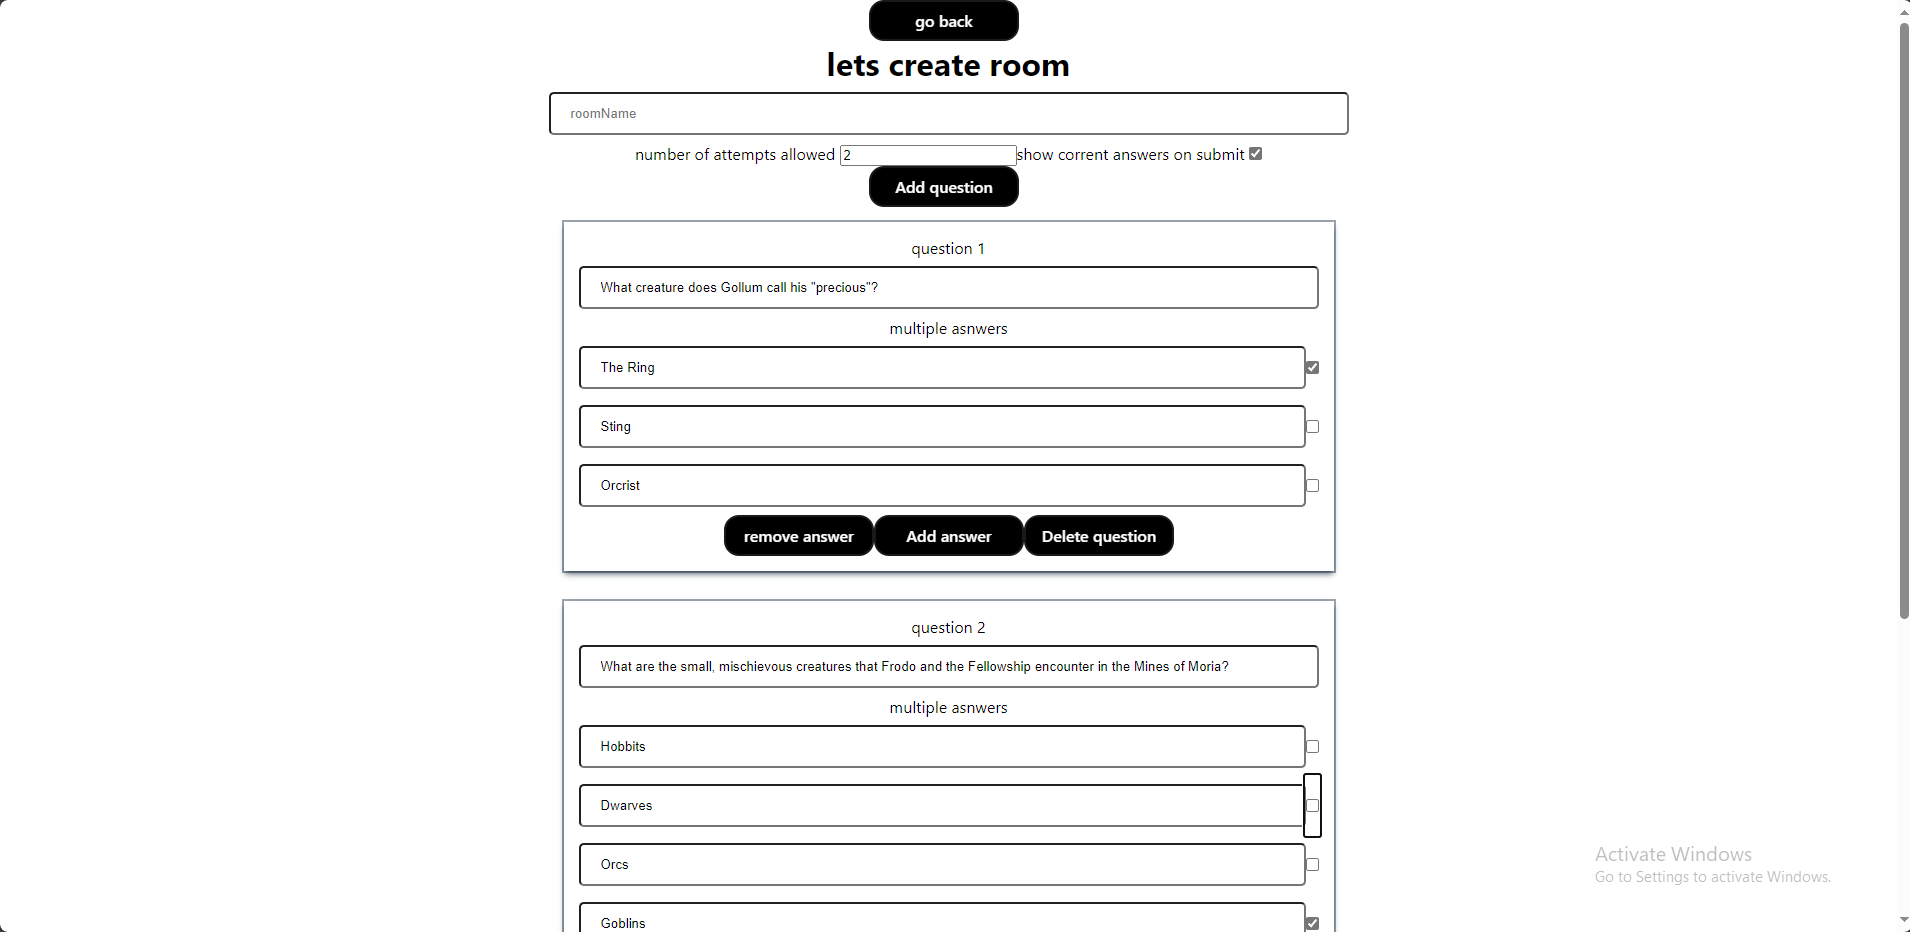 go back
lets create room
roomName
number of attempts allowed 2 show corrent answers on submit
Add question
question 1
What creature does Gollum call his "precious"?
multiple asnwers
The Ring
Sting
Orcrist
remove answer Add answer Delete question
question 2
What are the small, mischievous creatures that Frodo and the Fellowship encounter in the Mines of Moria?
multiple asnwers
Hobbits
Dwarves
Orcs
Goblins
Activate Windows
Go to Settings to activate Windows.